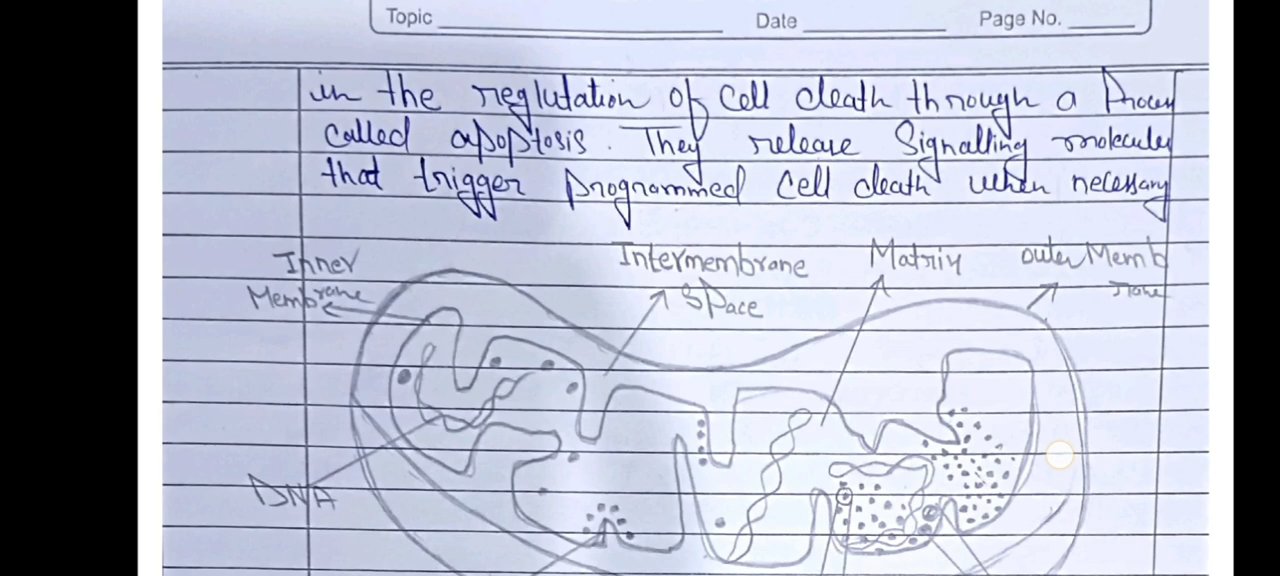 Topic Date Page No.
in the reglutation of cell death through a Process
called apoptosis. They release Signalling molecules
that trigger programmed cell death when necessary
Inner
Membrane
Intermembrane
Space
Matrix
outer Memb
rane
DNA